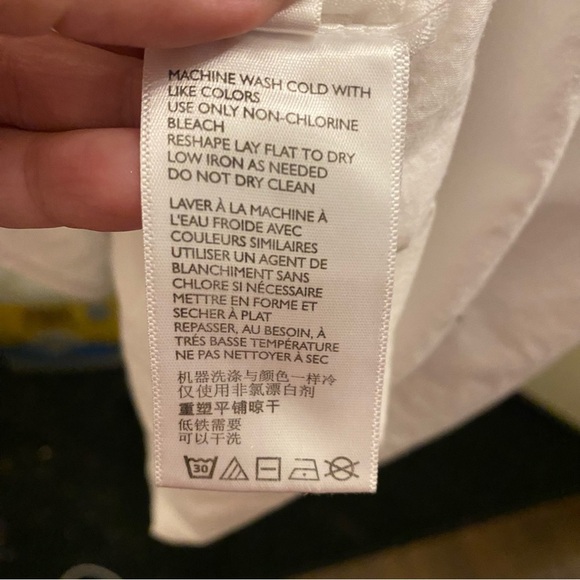 MACHINE WASH COLD WITH
LIKE COLORS
USE ONLY NON-CHLORINE
BLEACH
RESHAPE LAY FLAT TO DRY
LOW IRON AS NEEDED
DO NOT DRY CLEAN
LAVER À LA MACHINE À
L'EAU FROIDE AVEC
COULEURS SIMILAIRES
UTILISER UN AGENT DE
BLANCHIMENT SANS
CHLORE SI NÉCESSAIRE
METTRE EN FORME ET
SECHER À PLAT
REPASSER, AU BESOIN, À
TRÉS BASSE TEMPÉRATURE
NE PAS NETTOYER À SEC
机器洗涤与颜色一样冷
仅使用非氯漂白剂
重塑平铺晾干
低铁需要
可以干洗
30